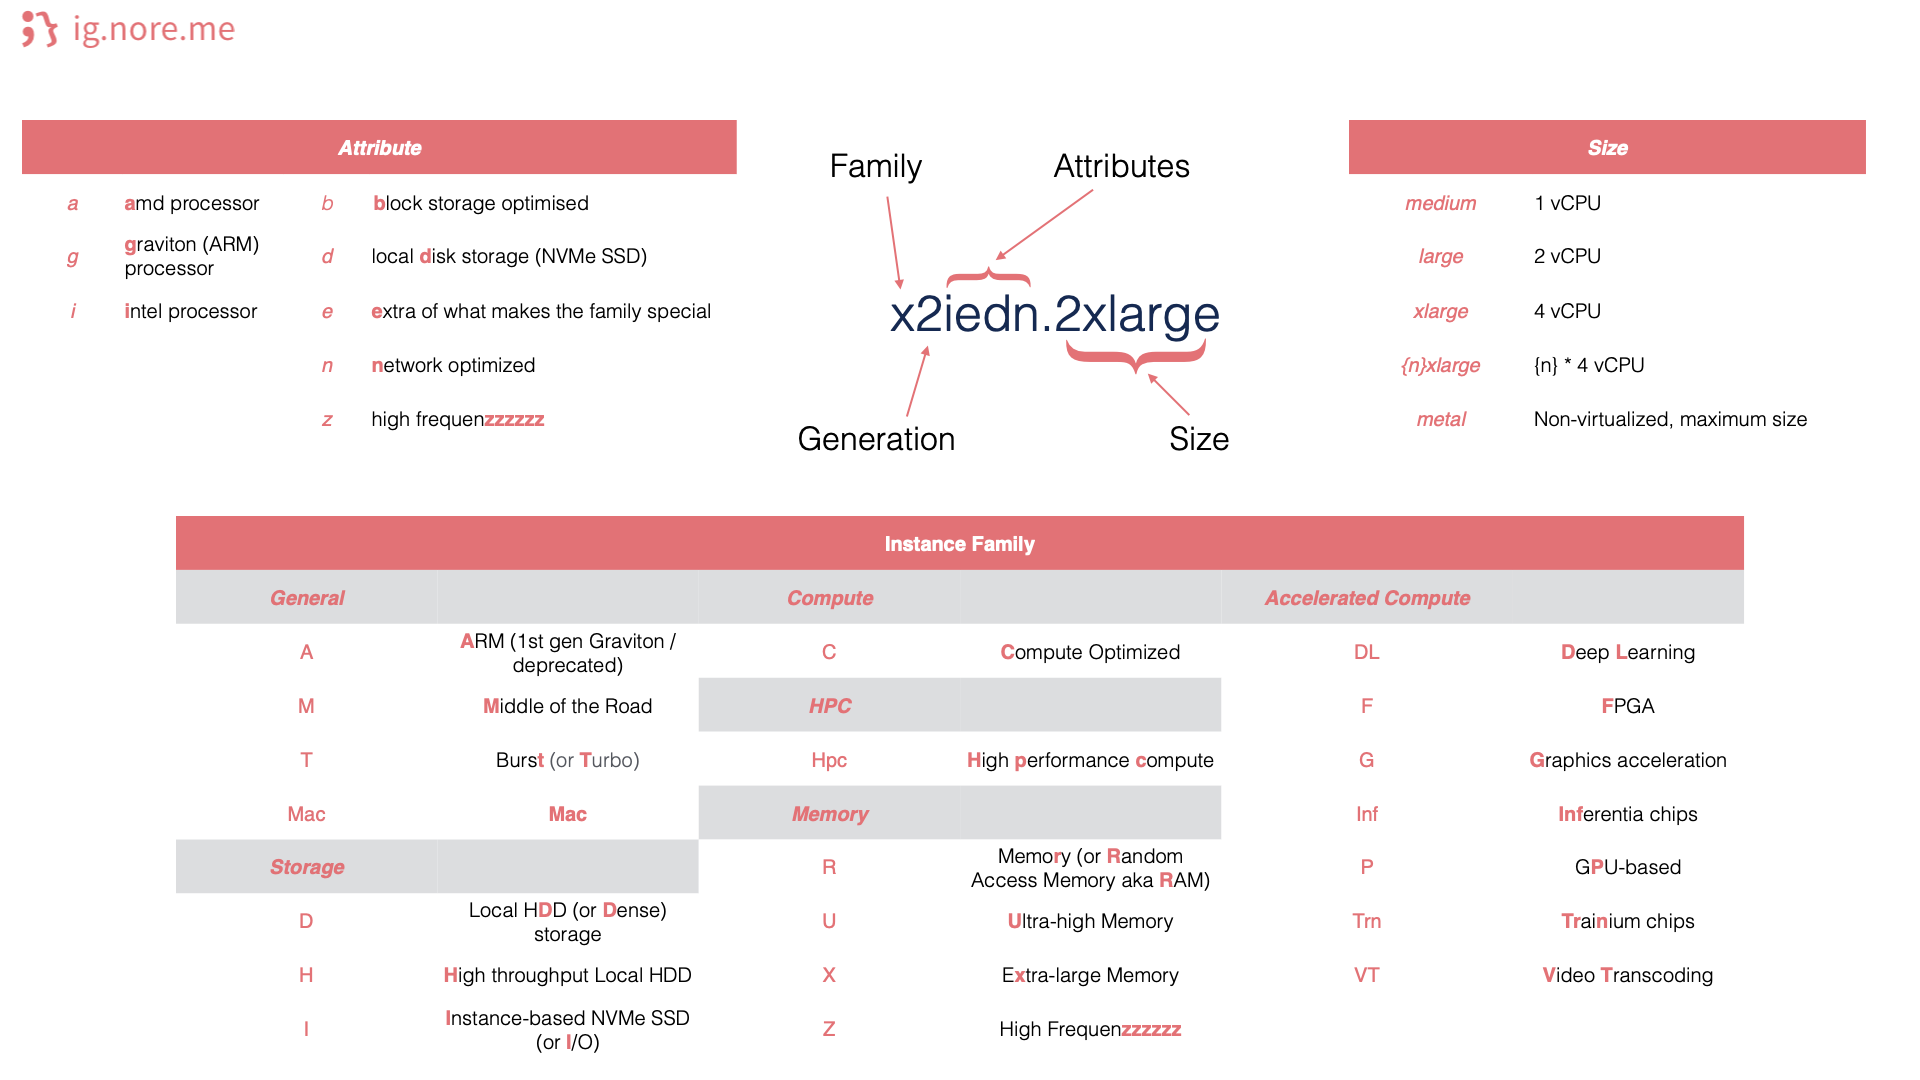 ig.nore.me
Attribute
a amd processor b block storage optimised
g graviton (ARM)
processor
d local disk storage (NVMe SSD)
i intel processor e extra of what makes the family special
n network optimized
z high frequenzzzzzz
Family
Attributes
x2iedn.2xlarge
Generation
Size
Size
medium 1 vCPU
large 2 vCPU
xlarge 4 vCPU
{n}xlarge {n} * 4 vCPU
metal Non-virtualized, maximum size
Instance Family
General
A ARM (1st gen Graviton /
deprecated)
M Middle of the Road
T Burst (or Turbo)
Mac Mac
Storage
D Local HDD (or Dense)
storage
H High throughput Local HDD
I Instance-based NVMe SSD
(or I/O)
Compute
C Compute Optimized
HPC
Hpc High performance compute
Memory
R Memory (or Random
Access Memory aka RAM)
U Ultra-high Memory
X Extra-large Memory
Z High Frequenzzzzzz
Accelerated Compute
DL Deep Learning
F FPGA
G Graphics acceleration
Inf Inferentia chips
P GPU-based
Trn Trainium chips
VT Video Transcoding